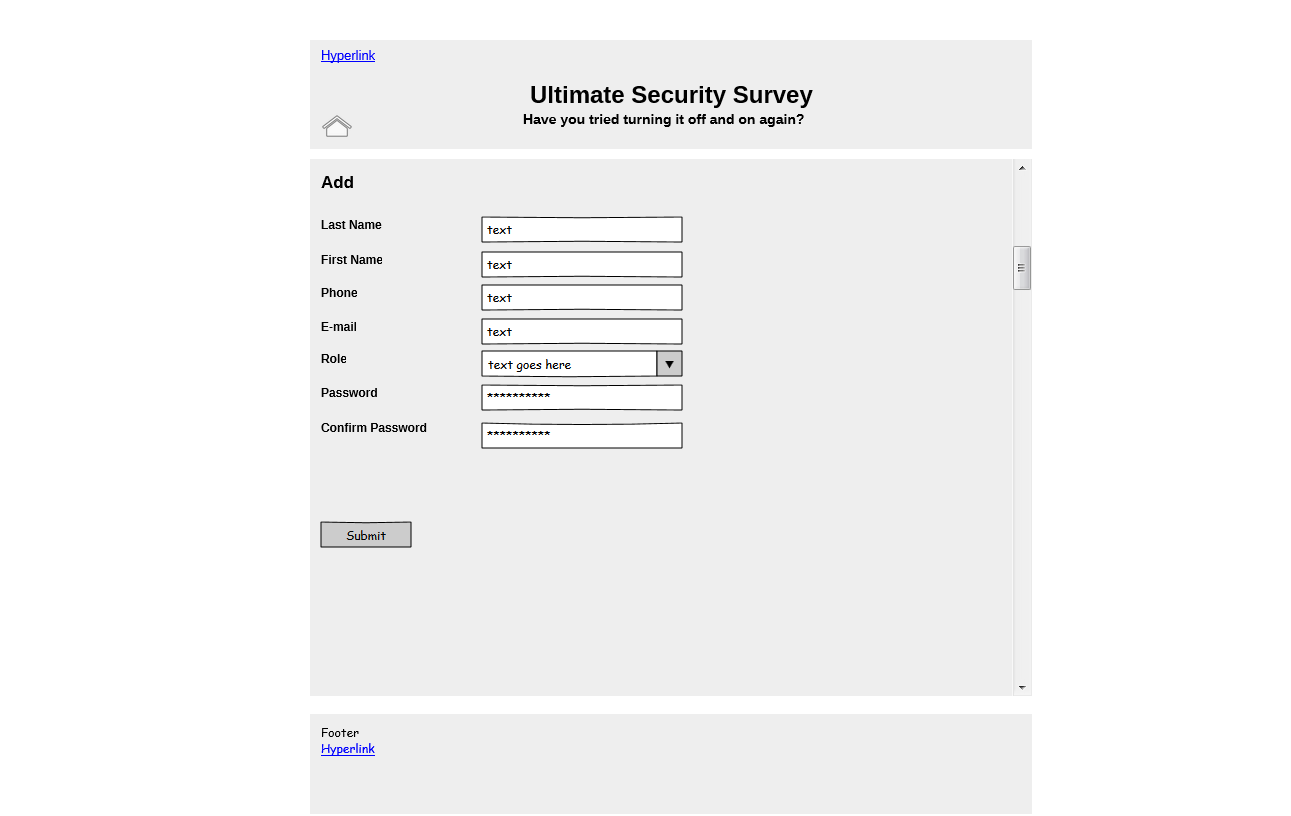 Hyperlink
Ultimate Security Survey
Have you tried turning it off and on again?
Add
Last Name text
First Name text
Phone text
E-mail text
Role text goes here
Password **********
Confirm Password **********
Submit
Footer
Hyperlink